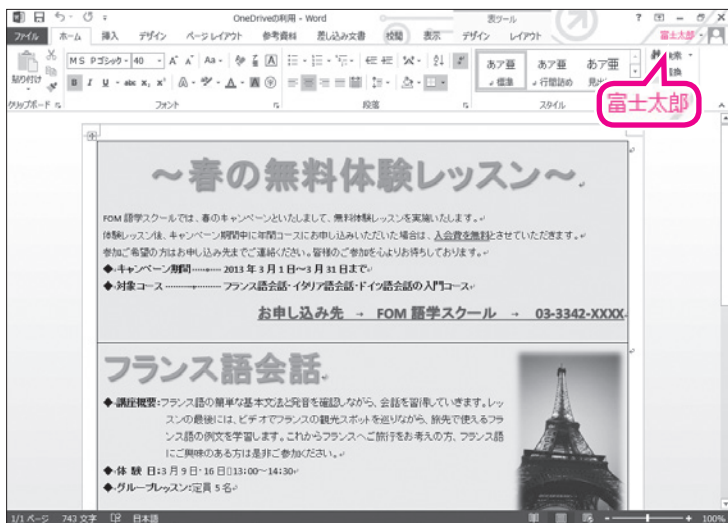 OneDriveの利用 - Word
表ツール
ファイル ホーム 挿入 デザイン ページレイアウト 参考資料 差し込み文書 校閲 表示 デザイン レイアウト 富士太郎
MS Pゴシック 40
貼り付け
あア亜 あア亜 あア亜
標準 行間詰め
クリップボード フォント 段落 スタイル
富士太郎
～春の無料体験レッスン～
FOM 語学スクールでは、春のキャンペーンといたしまして、無料体験レッスンを実施いたします。
体験レッスン後、キャンペーン期間中に年間コースにお申し込みいただいた場合は、入会費を無料とさせていただきます。
参加ご希望の方はお申し込み先までご連絡ください。皆様のご参加を心よりお待ちしております。
◆キャンペーン期間 2013 年 3 月 1 日～3 月 31 日まで
◆対象コース フランス語会話・イタリア語会話・ドイツ語会話の入門コース
お申し込み先 → FOM 語学スクール → 03-3342-XXXX
フランス語会話
◆講座概要:フランス語の簡単な基本文法と発音を確認しながら、会話を習得していきます。レッ
スンの最後には、ビデオでフランスの観光スポットを巡りながら、旅先で使えるフラ
ンス語の例文を学習します。これからフランスへご旅行をお考えの方、フランス語
にご興味のある方は是非ご参加ください。
◆体 験 日:3 月 9 日・16 日 13:00～14:30
◆グループレッスン:定員 5 名
1/1 ページ 743 文字 日本語 100%